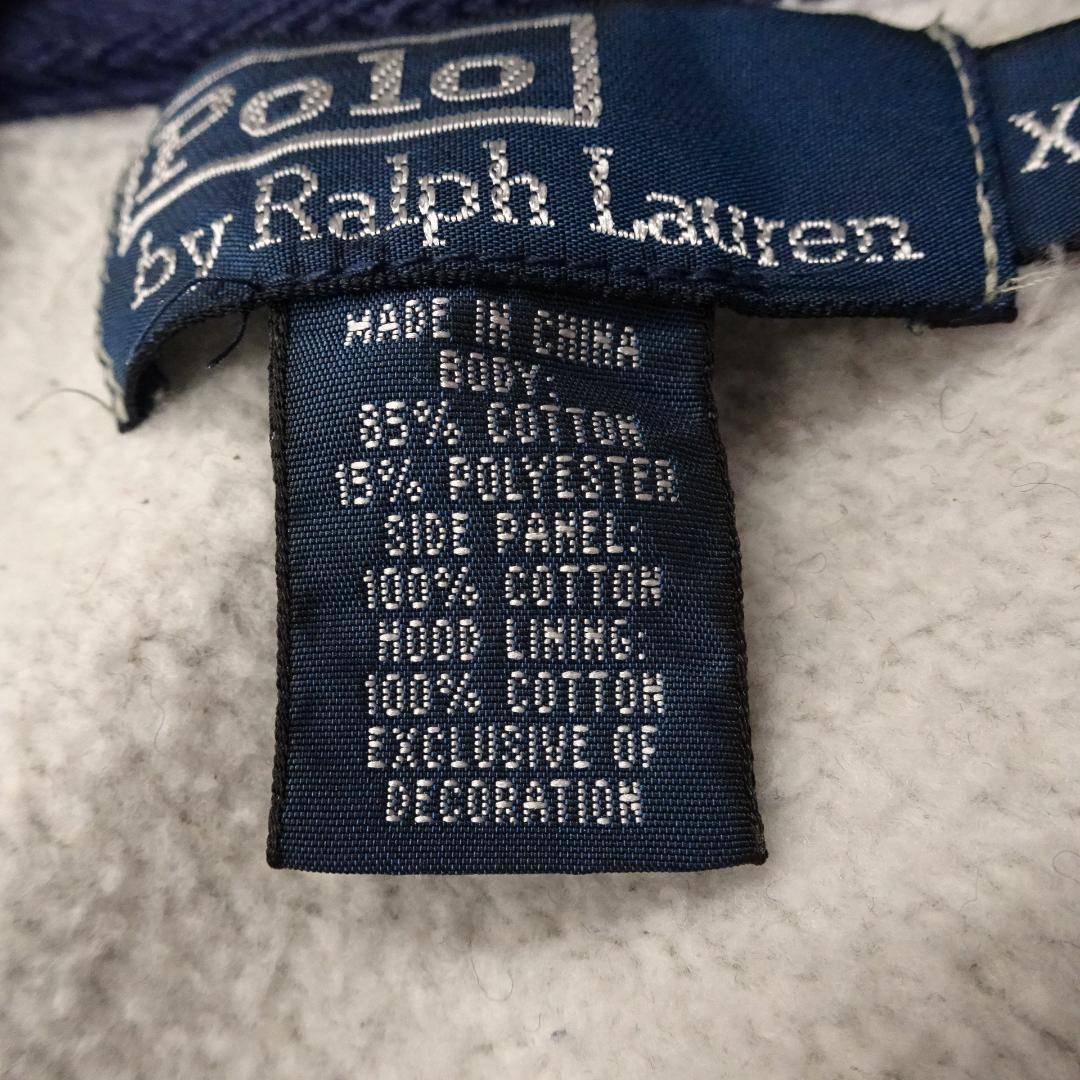 Polo
by Ralph Lauren
X
MADE IN CHINA
BODY:
85% COTTON
15% POLYESTER
SIDE PANEL:
100% COTTON
HOOD LINING:
100% COTTON
EXCLUSIVE OF
DECORATION